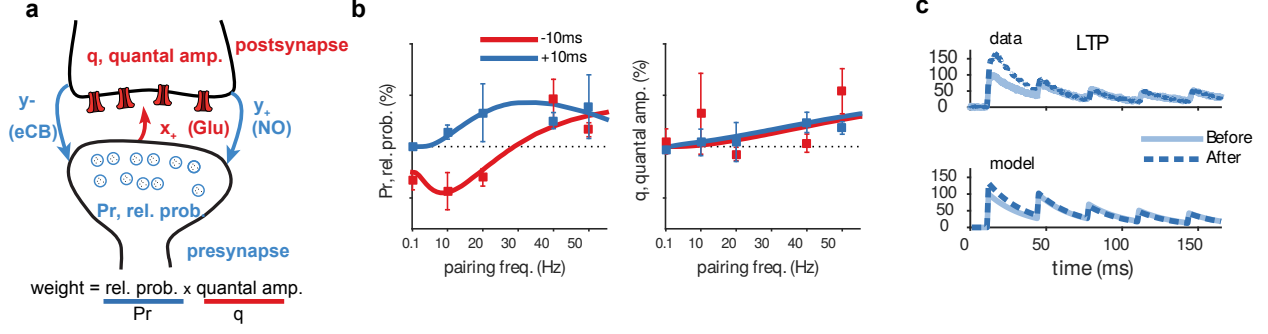 a
q, quantal amp.
postsynapse
y-
(eCB)
x+ (Glu)
y+
(NO)
Pr, rel. prob.
presynapse
weight = rel. prob. x quantal amp.
Pr
q
b
-10ms
+10ms
Pr, rel. prob. (%)
0.1 10 20 40 50
pairing freq. (Hz)
q, quantal amp. (%)
0.1 10 20 40 50
pairing freq. (Hz)
c
data
LTP
150
100
50
0
Before
After
model
150
100
50
0
0 50 100 150
time (ms)